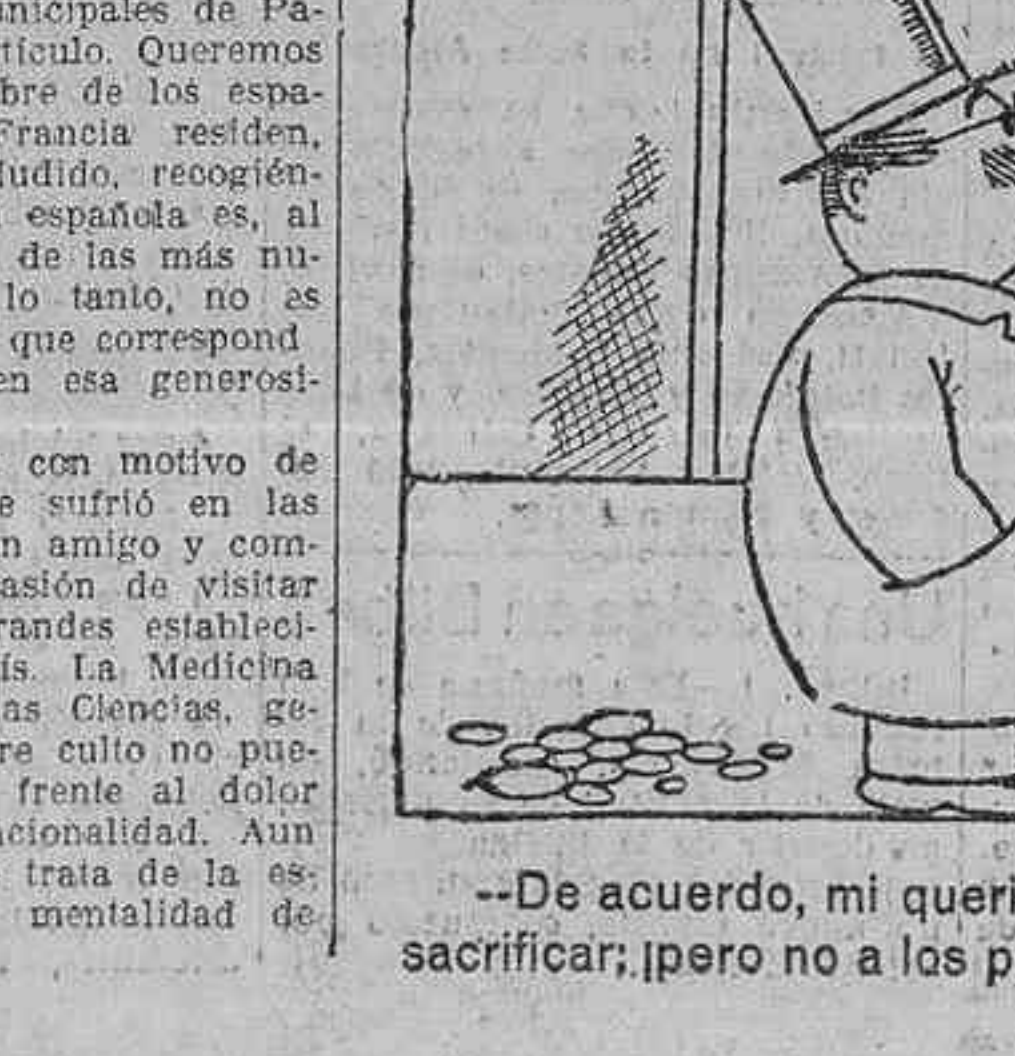 unicipales de Pa-
tículo. Queremos
bre de los espa-
Francia residen,
ludido, recogién-
española es, al
de las más nu-
lo tanto, no es
que correspond
en esa generosi-
con motivo de
e sufrió en las
n amigo y com-
asión de visitar
randes estableci-
ís. La Medicina
as Ciencias, ge-
re culto no pue-
frente al dolor
acionalidad. Aun
trata de la es-
mentalidad de
--De acuerdo, mi queri
sacrificar; ¡pero no a los p